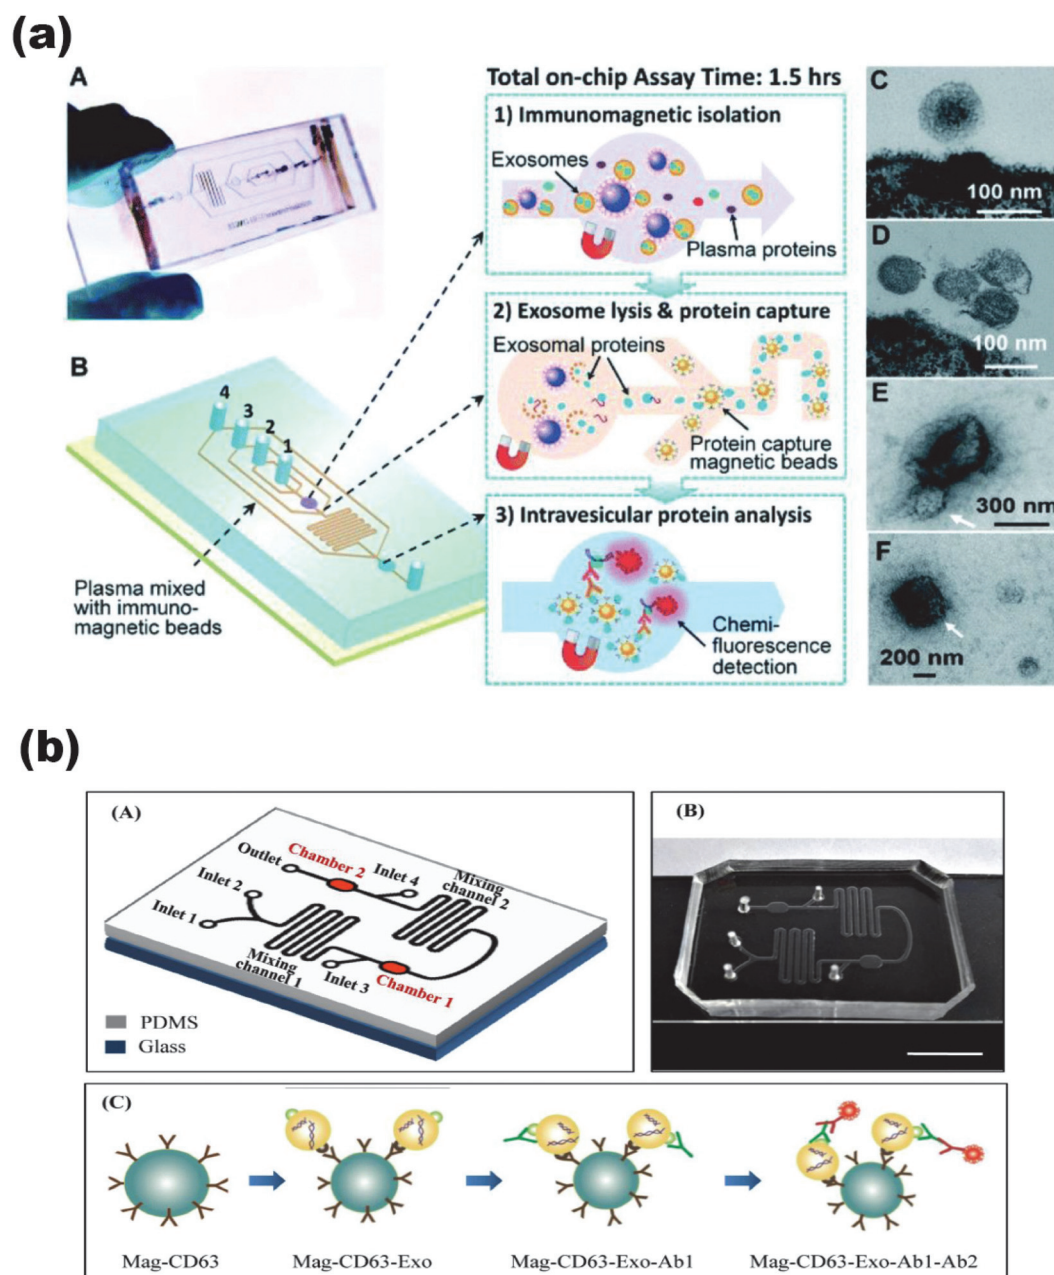 (a)
A
Total on-chip Assay Time: 1.5 hrs
1) Immunomagnetic isolation
Exosomes
Plasma proteins
2) Exosome lysis & protein capture
Exosomal proteins
Protein capture
magnetic beads
3) Intravesicular protein analysis
Chemi-
fluorescence
detection
B
4
3
2
1
Plasma mixed
with immuno-
magnetic beads
C
100 nm
D
100 nm
E
300 nm
F
200 nm
(b)
(A)
Outlet
Chamber 2
Inlet 4
Mixing
channel 2
Inlet 2
Inlet 1
Mixing
channel 1
Inlet 3
Chamber 1
PDMS
Glass
(B)
(C)
Mag-CD63
Mag-CD63-Exo
Mag-CD63-Exo-Ab1
Mag-CD63-Exo-Ab1-Ab2